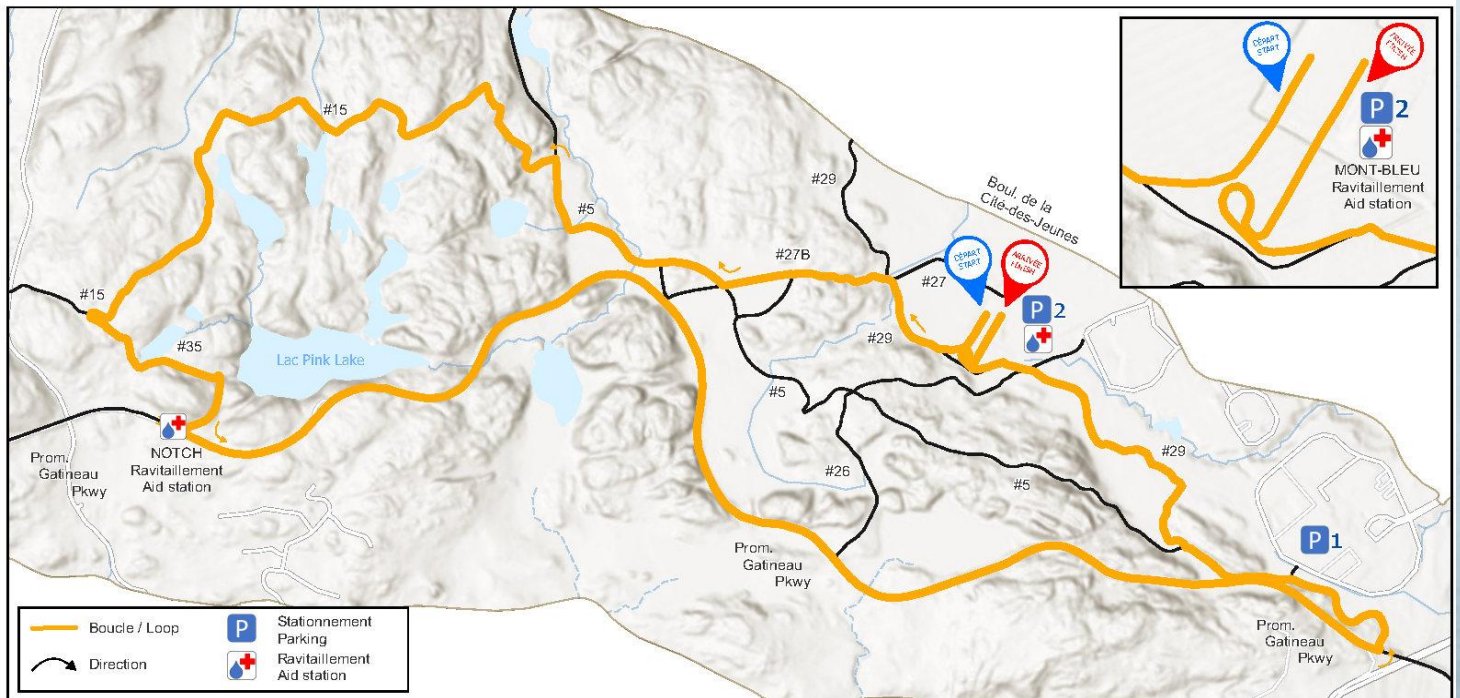 #15
#29
Boul. de la
Cité-des-Jeunes
#5
#27B
#27
DÉPART
START
ARRIVÉE
FINISH
P 2
#15
#35
Lac Pink Lake
#29
#5
NOTCH
Ravitaillement
Aid station
Prom.
Gatineau
Pkwy
#26
#5
#29
P 1
Prom.
Gatineau
Pkwy
Prom.
Gatineau
Pkwy
DÉPART
START
ARRIVÉE
FINISH
P 2
MONT-BLEU
Ravitaillement
Aid station
Boucle / Loop
Direction
P
Stationnement
Parking
Ravitaillement
Aid station